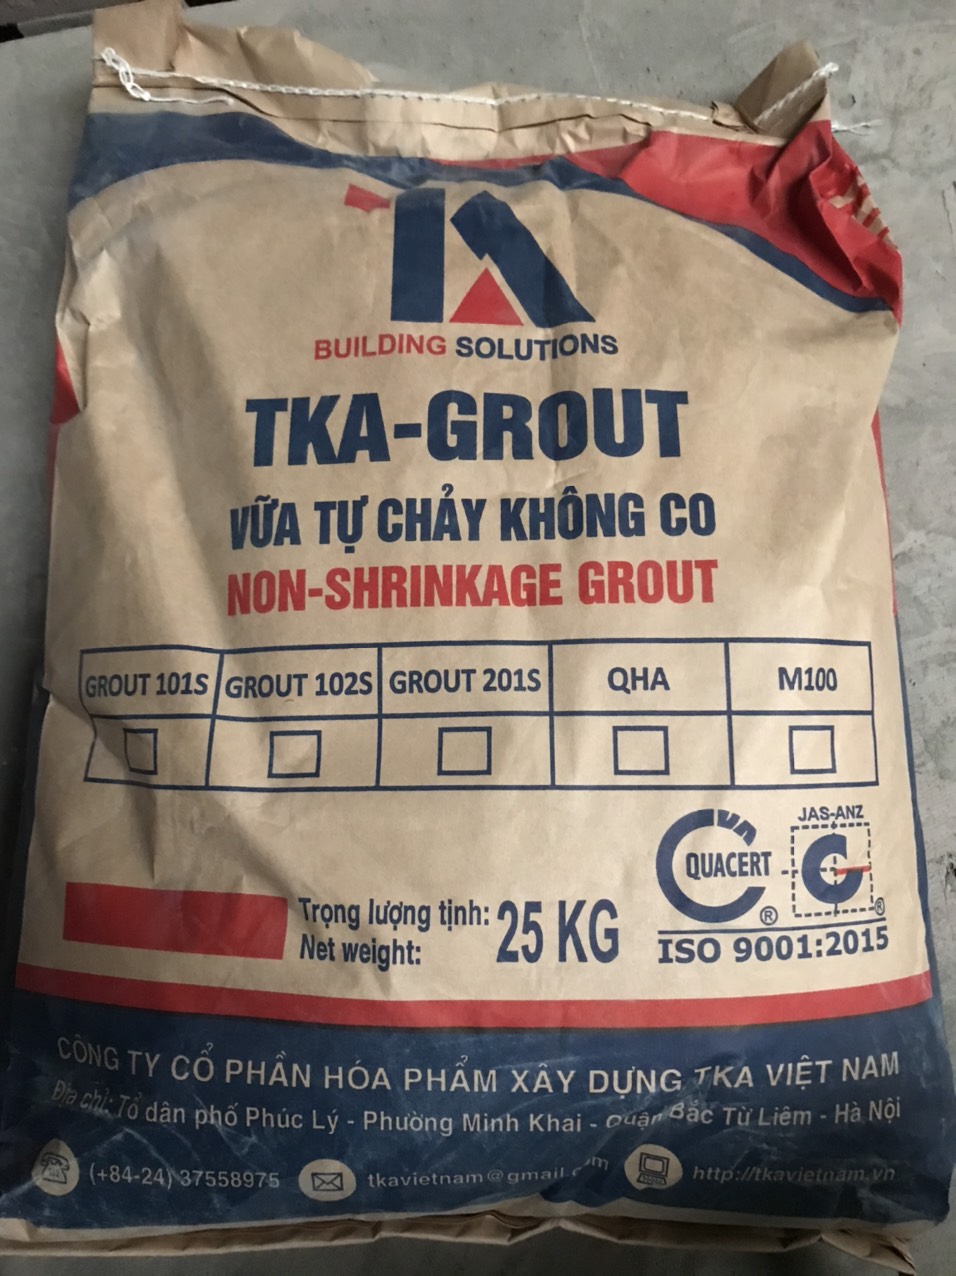 BUILDING SOLUTIONS
TKA-GROUT
VỮA TỰ CHẢY KHÔNG CO
NON-SHRINKAGE GROUT
GROUT 101S GROUT 102S GROUT 201S QHA M100
JAS-ANZ
QUACERT
® ®
Trọng lượng tịnh: 25 KG
Net weight:
ISO 9001:2015
CÔNG TY CỔ PHẦN HÓA PHẨM XÂY DỰNG TKA VIỆT NAM
Địa chỉ: Tổ dân phố Phúc Lý - Phường Minh Khai - Quận Bắc Từ Liêm - Hà Nội
(+84-24) 37558975 tkavietnam@gmail.com http://tkavietnam.vn